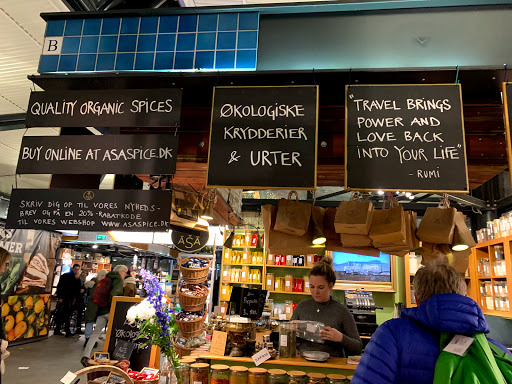 B
QUALITY ORGANIC SPICES
BUY ONLINE AT ASASPICE.DK
SKRIV DIG OP TIL VORES NYHEDS-
BREV OG FÅ EN 20% RABATKODE
TIL VORES WEBSHOP WWW.ASASPICE.DK
ØKOLOGISKE
KRYDDERIER
& URTER
"TRAVEL BRINGS
POWER AND
LOVE BACK
INTO YOUR LIFE"
- RUMI
ASA